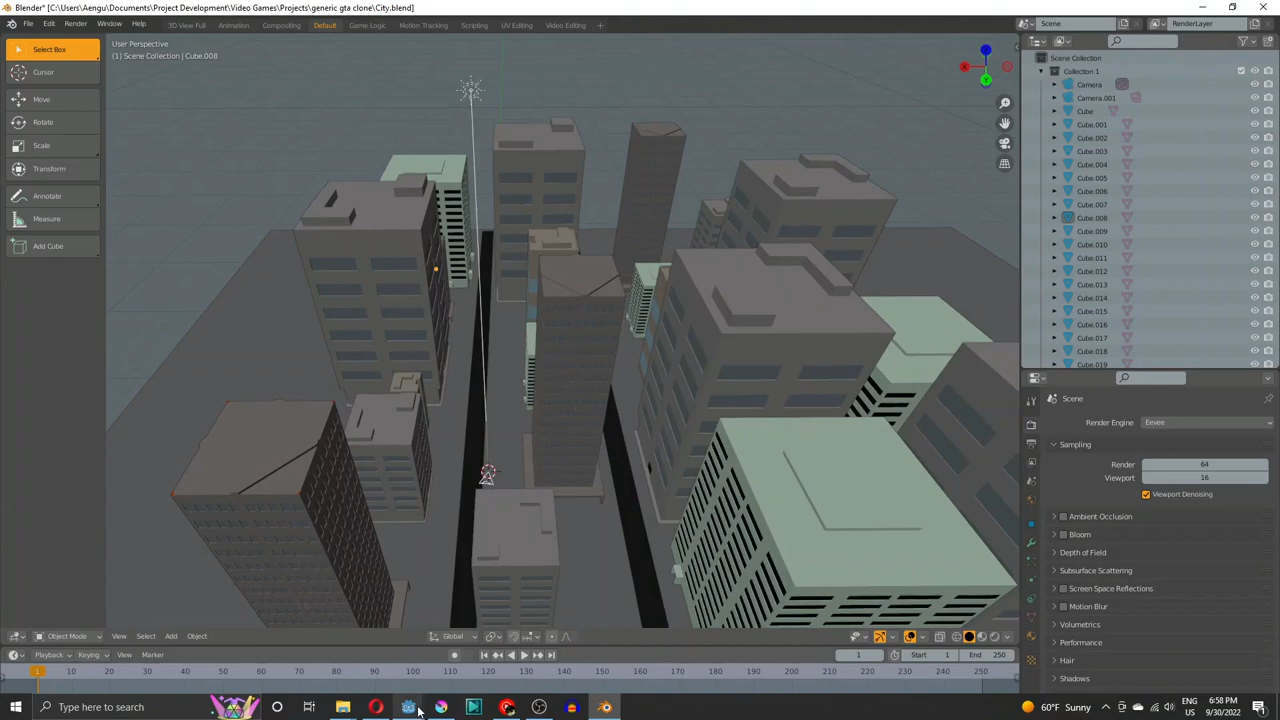 Blender* [C:\Users\Aengu\Documents\Project Development\Video Games\Projects\generic gta clone\City.blend]
File Edit Render Window Help 3D View Full Animation Compositing Default Game Logic Motion Tracking Scripting UV Editing Video Editing + Scene RenderLayer
User Perspective
(1) Scene Collection | Cube.008
Select Box
Cursor
Move
Rotate
Scale
Transform
Annotate
Measure
Add Cube
X
Y
Z
Scene Collection
Collection 1
Camera
Camera.001
Cube
Cube.001
Cube.002
Cube.003
Cube.004
Cube.005
Cube.006
Cube.007
Cube.008
Cube.009
Cube.010
Cube.011
Cube.012
Cube.013
Cube.014
Cube.015
Cube.016
Cube.017
Cube.018
Cube.019
Scene
Render Engine Eevee
Sampling
Render 64
Viewport 16
Viewport Denoising
Ambient Occlusion
Bloom
Depth of Field
Subsurface Scattering
Screen Space Reflections
Motion Blur
Volumetrics
Performance
Hair
Shadows
Object Mode View Select Add Object Global
Playback Keying View Marker 1 Start 1 End 250
1 20 30 40 50 60 70 80 90 100 110 120 130 140 150 160 170 180 190 200 210 220 230 240 250
Type here to search
60°F Sunny
ENG
6:58 PM
9/30/2022